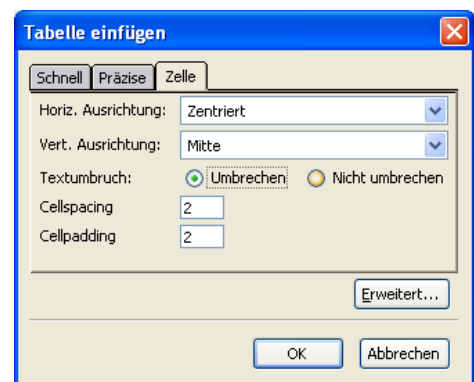 Tabelle einfügen
Schnell Präzise Zelle
Horiz. Ausrichtung: Zentriert
Vert. Ausrichtung: Mitte
Textumbruch: Umbrechen Nicht umbrechen
Cellspacing 2
Cellpadding 2
Erweitert...
OK Abbrechen